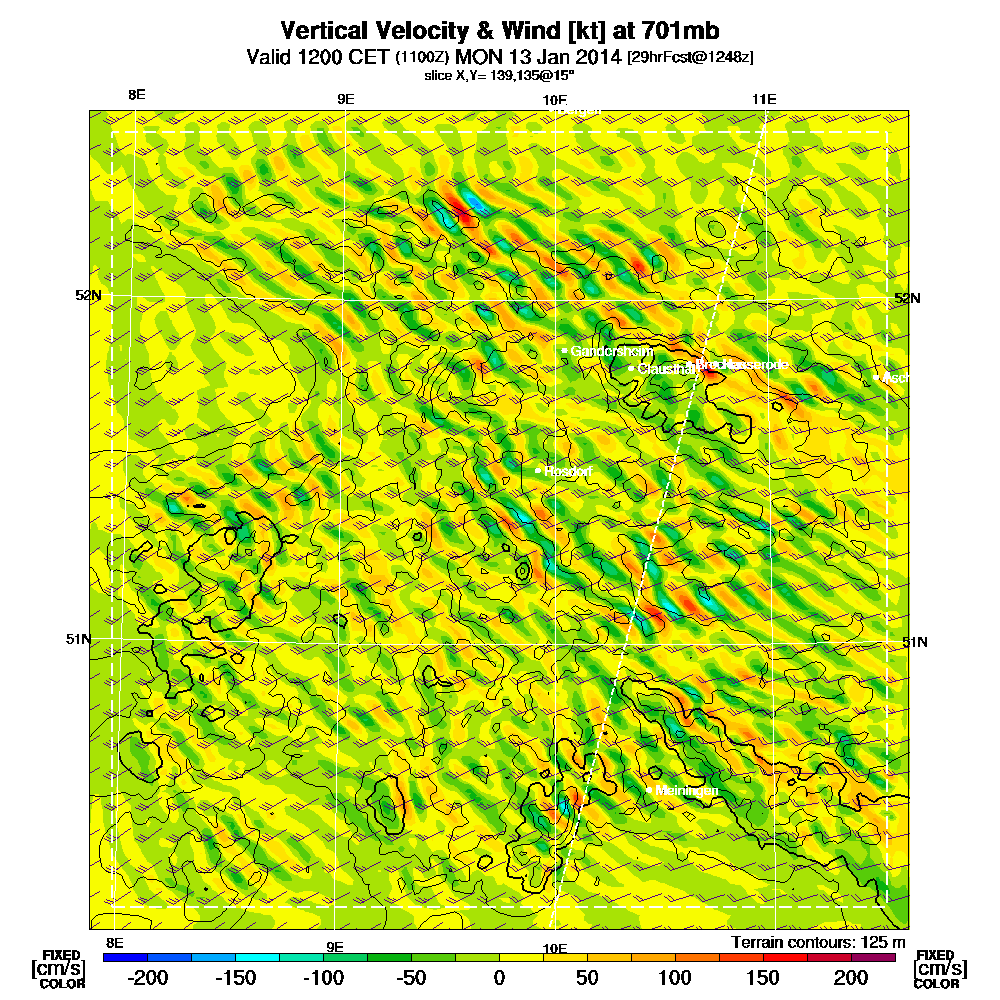 Vertical Velocity & Wind [kt] at 701mb
Valid 1200 CET (1100Z) MON 13 Jan 2014 [29hrFcst@1248z]
slice X,Y= 139,135@15"
8E 9E 10E 11E
52N 52N
Gandersheim
Clausthal
Asch
Rosdorf
51N 51N
Meiningen
8E 9E 10E
Terrain contours: 125 m
FIXED [CM/S] COLOR
-200 -150 -100 -50 0 50 100 150 200
FIXED [CM/S] COLOR